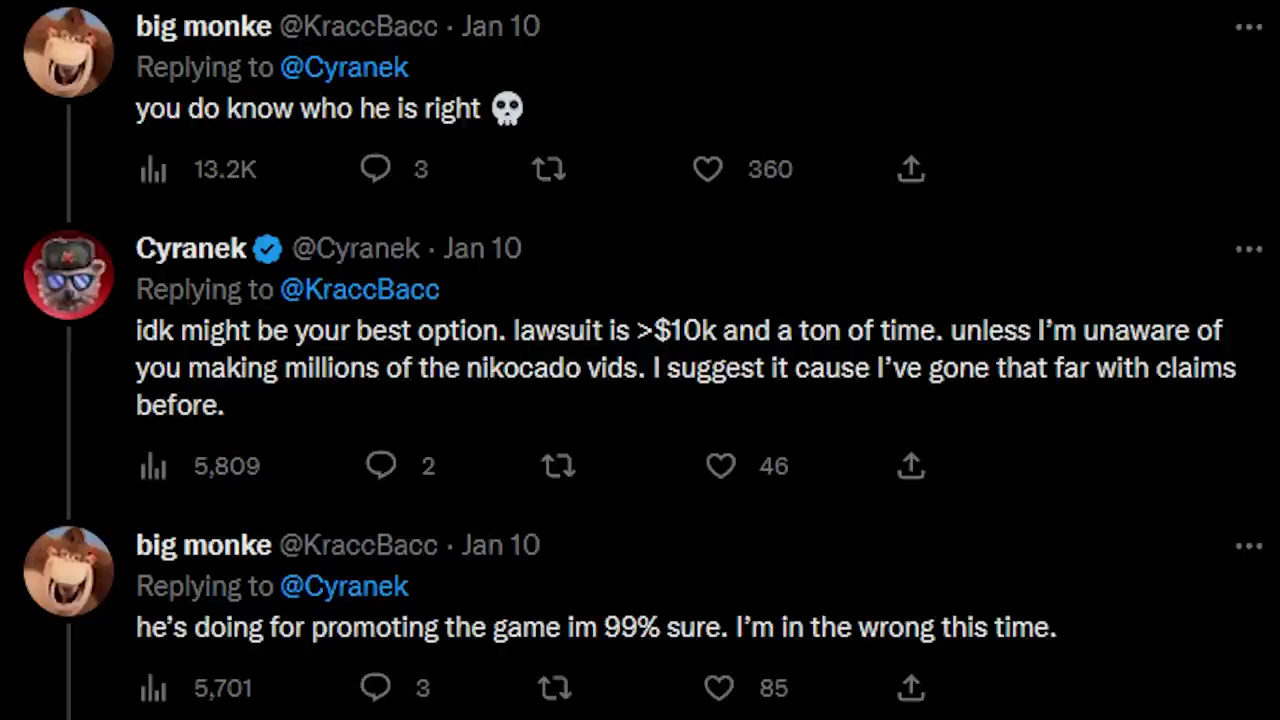 big monke @KraccBacc · Jan 10
Replying to @Cyranek
you do know who he is right 💀
13.2K 3 360
Cyranek @Cyranek · Jan 10
Replying to @KraccBacc
idk might be your best option. lawsuit is >$10k and a ton of time. unless I’m unaware of
you making millions of the nikocado vids. I suggest it cause I’ve gone that far with claims
before.
5,809 2 46
big monke @KraccBacc · Jan 10
Replying to @Cyranek
he’s doing for promoting the game im 99% sure. I’m in the wrong this time.
5,701 3 85